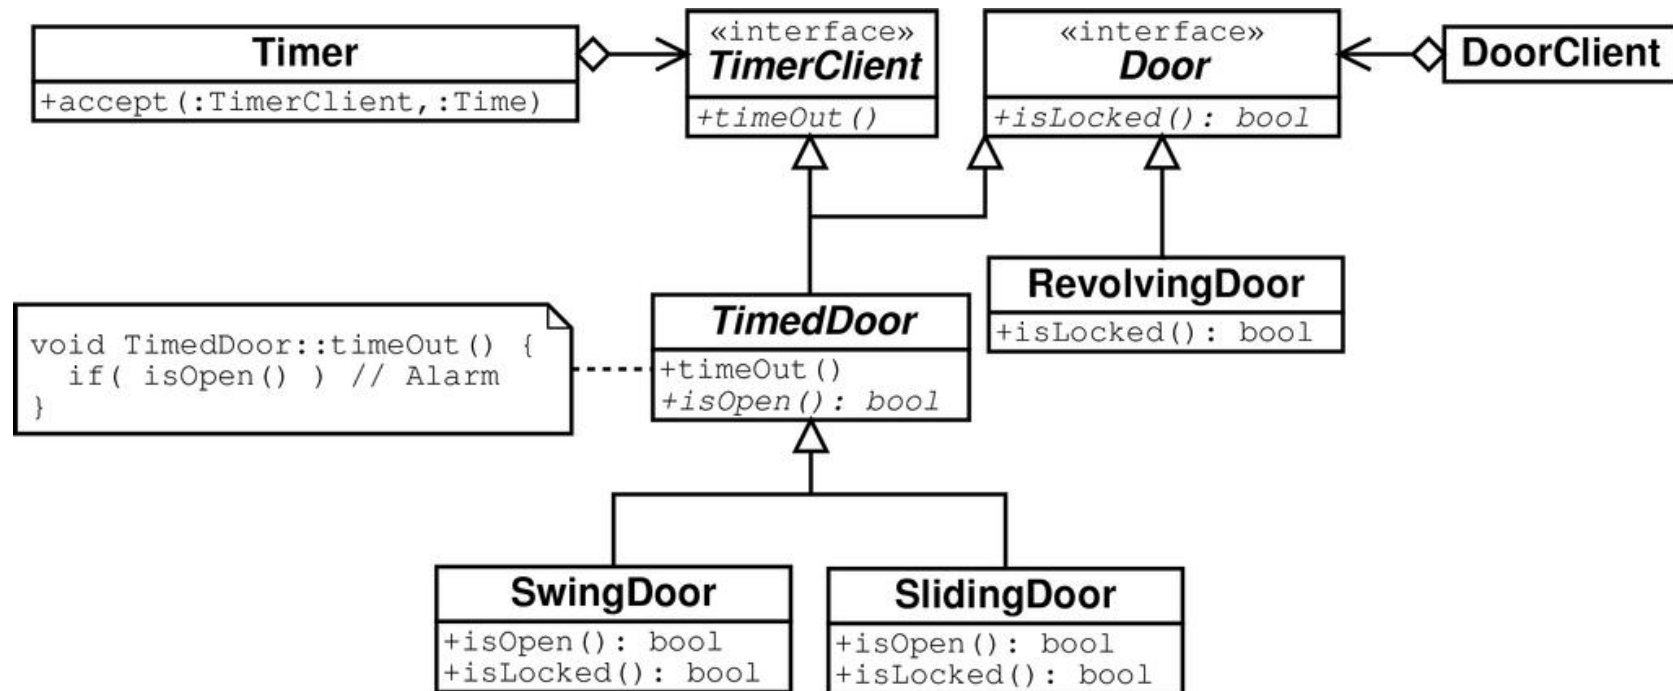 Timer
+accept(:TimerClient,:Time)
«interface»
TimerClient
+timeOut()
«interface»
Door
+isLocked(): bool
DoorClient
RevolvingDoor
+isLocked(): bool
void TimedDoor::timeOut() {
if( isOpen() ) // Alarm
}
TimedDoor
+timeOut()
+isOpen(): bool
SwingDoor
+isOpen(): bool
+isLocked(): bool
SlidingDoor
+isOpen(): bool
+isLocked(): bool